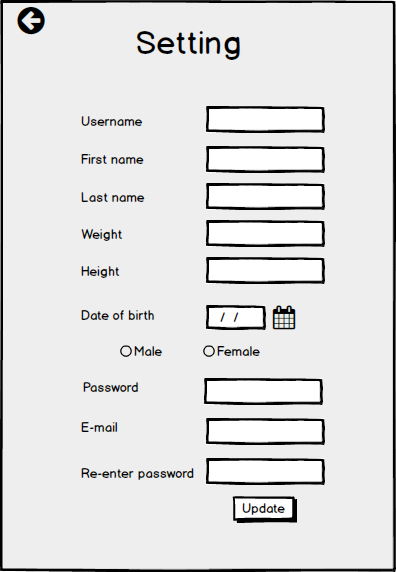 Setting
Username
First name
Last name
Weight
Height
Date of birth / /
Male Female
Password
E-mail
Re-enter password
Update